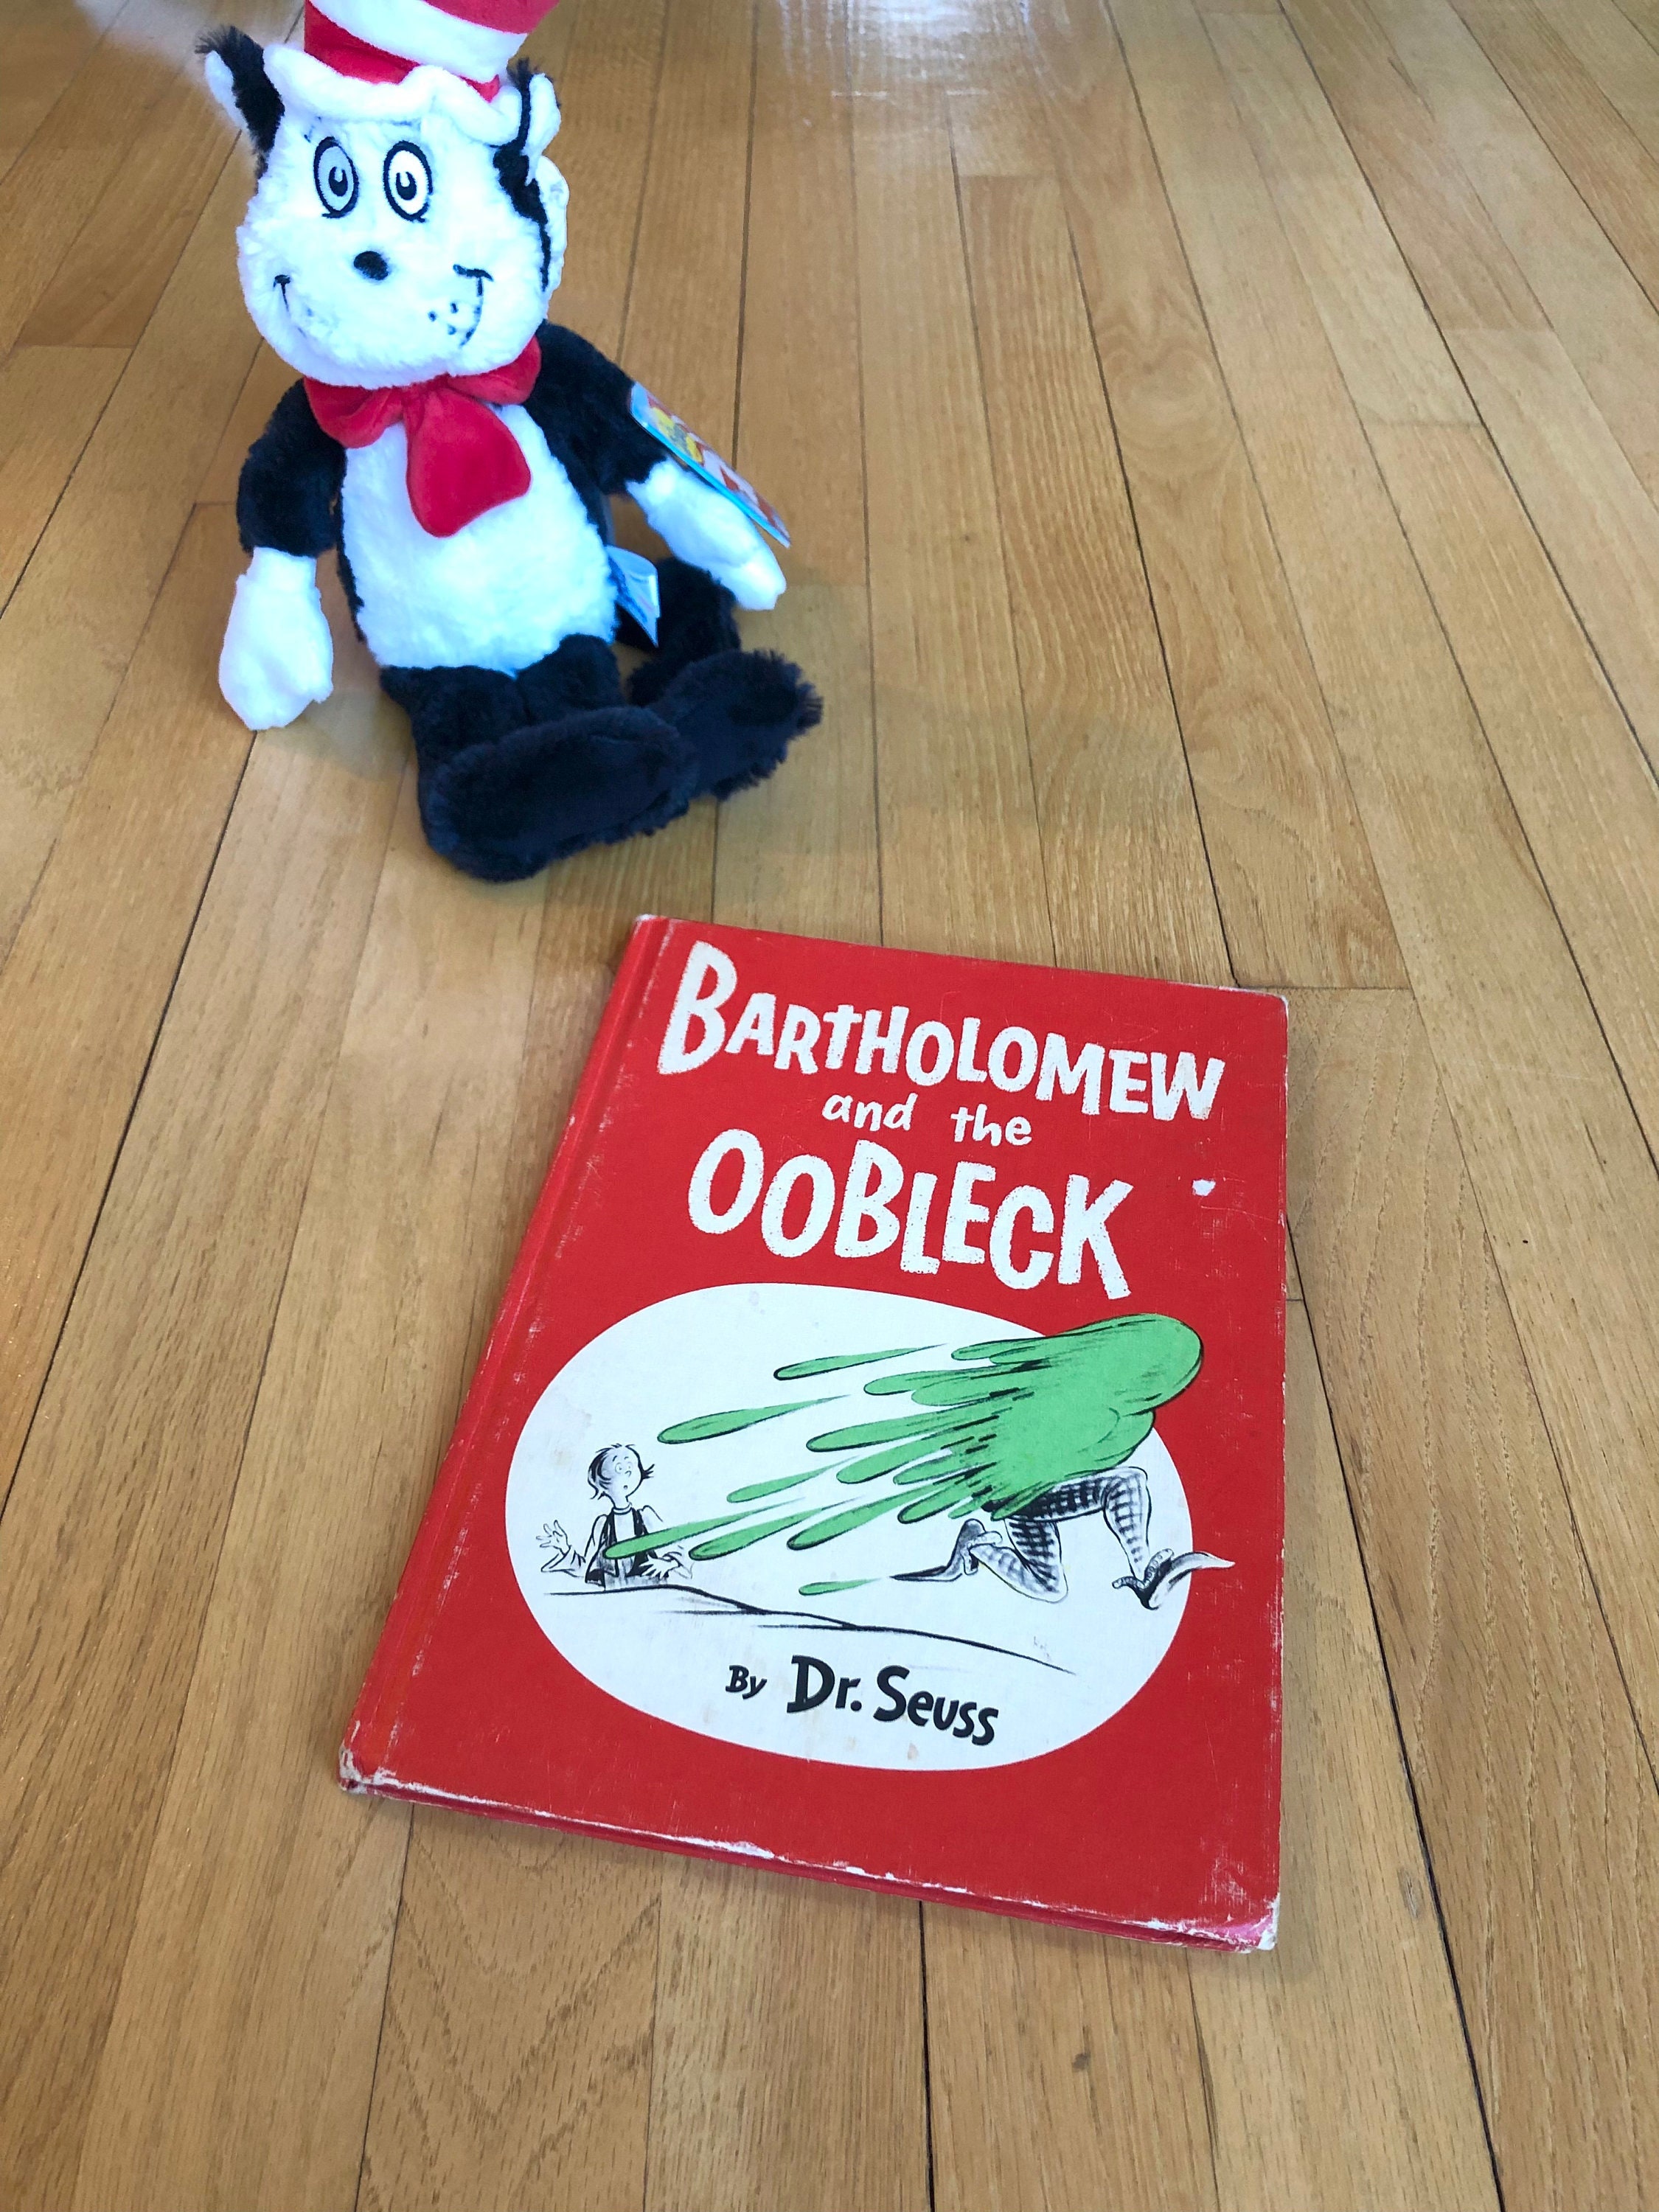 BARTHOLOMEW
and the
OOBLECK
By Dr. Seuss